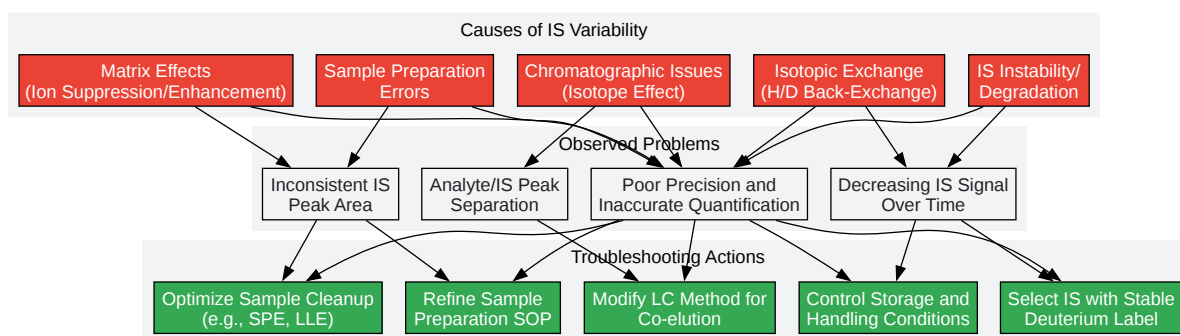 Causes of IS Variability
Matrix Effects
(Ion Suppression/Enhancement)
Sample Preparation
Errors
Chromatographic Issues
(Isotope Effect)
Isotopic Exchange
(H/D Back-Exchange)
IS Instability/
Degradation
Observed Problems
Inconsistent IS
Peak Area
Analyte/IS Peak
Separation
Poor Precision and
Inaccurate Quantification
Decreasing IS Signal
Over Time
Troubleshooting Actions
Optimize Sample Cleanup
(e.g., SPE, LLE)
Refine Sample
Preparation SOP
Modify LC Method for
Co-elution
Control Storage and
Handling Conditions
Select IS with Stable
Deuterium Label